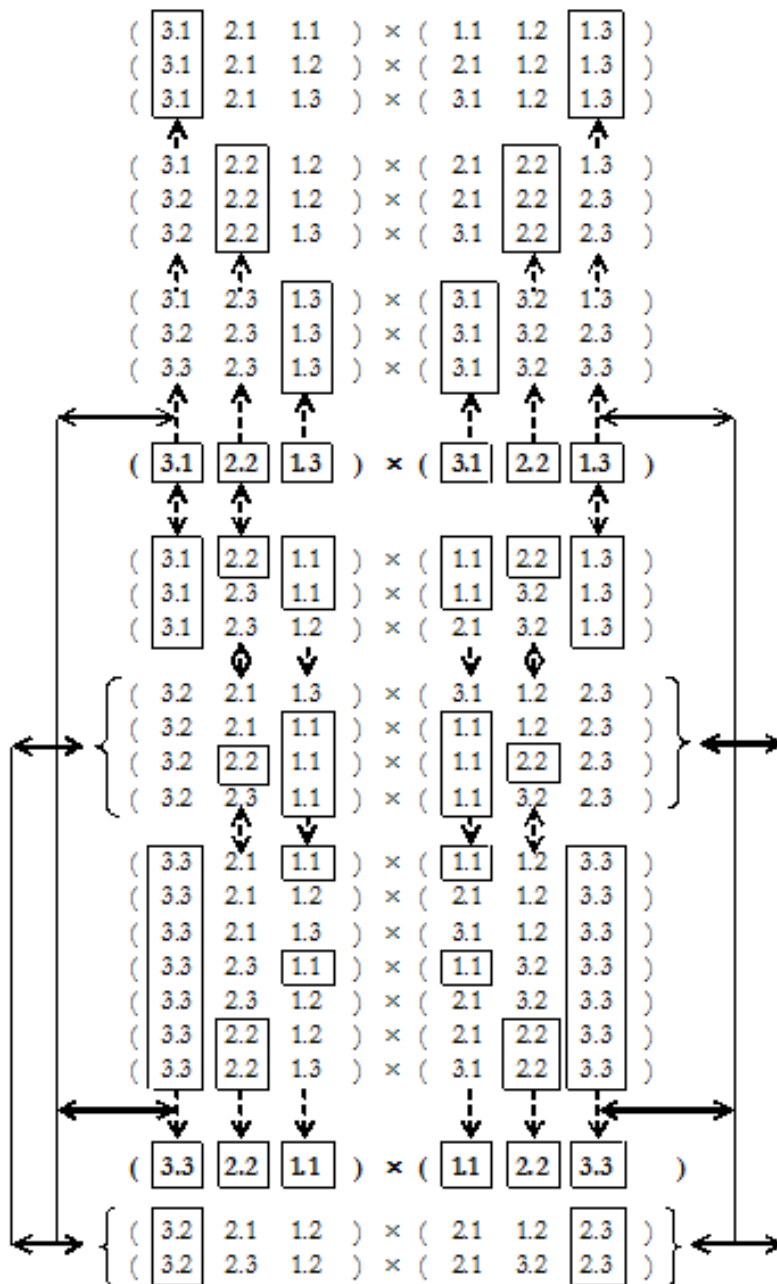 ( 3.1 2.1 1.1 ) × ( 1.1 1.2 1.3 )
( 3.1 2.1 1.2 ) × ( 2.1 1.2 1.3 )
( 3.1 2.1 1.3 ) × ( 3.1 1.2 1.3 )
( 3.1 2.2 1.2 ) × ( 2.1 2.2 1.3 )
( 3.2 2.2 1.2 ) × ( 2.1 2.2 2.3 )
( 3.2 2.2 1.3 ) × ( 3.1 2.2 2.3 )
( 3.1 2.3 1.3 ) × ( 3.1 3.2 1.3 )
( 3.2 2.3 1.3 ) × ( 3.1 3.2 2.3 )
( 3.3 2.3 1.3 ) × ( 3.1 3.2 3.3 )
( 3.1 2.2 1.3 ) × ( 3.1 2.2 1.3 )
( 3.1 2.2 1.1 ) × ( 1.1 2.2 1.3 )
( 3.1 2.3 1.1 ) × ( 1.1 3.2 1.3 )
( 3.1 2.3 1.2 ) × ( 2.1 3.2 1.3 )
( 3.2 2.1 1.3 ) × ( 3.1 1.2 2.3 )
( 3.2 2.1 1.1 ) × ( 1.1 1.2 2.3 )
( 3.2 2.2 1.1 ) × ( 1.1 2.2 2.3 )
( 3.2 2.3 1.1 ) × ( 1.1 3.2 2.3 )
( 3.3 2.1 1.1 ) × ( 1.1 1.2 3.3 )
( 3.3 2.1 1.2 ) × ( 2.1 1.2 3.3 )
( 3.3 2.1 1.3 ) × ( 3.1 1.2 3.3 )
( 3.3 2.3 1.1 ) × ( 1.1 3.2 3.3 )
( 3.3 2.3 1.2 ) × ( 2.1 3.2 3.3 )
( 3.3 2.2 1.2 ) × ( 2.1 2.2 3.3 )
( 3.3 2.2 1.3 ) × ( 3.1 2.2 3.3 )
( 3.3 2.2 1.1 ) × ( 1.1 2.2 3.3 )
( 3.2 2.1 1.2 ) × ( 2.1 1.2 2.3 )
( 3.2 2.3 1.2 ) × ( 2.1 3.2 2.3 )